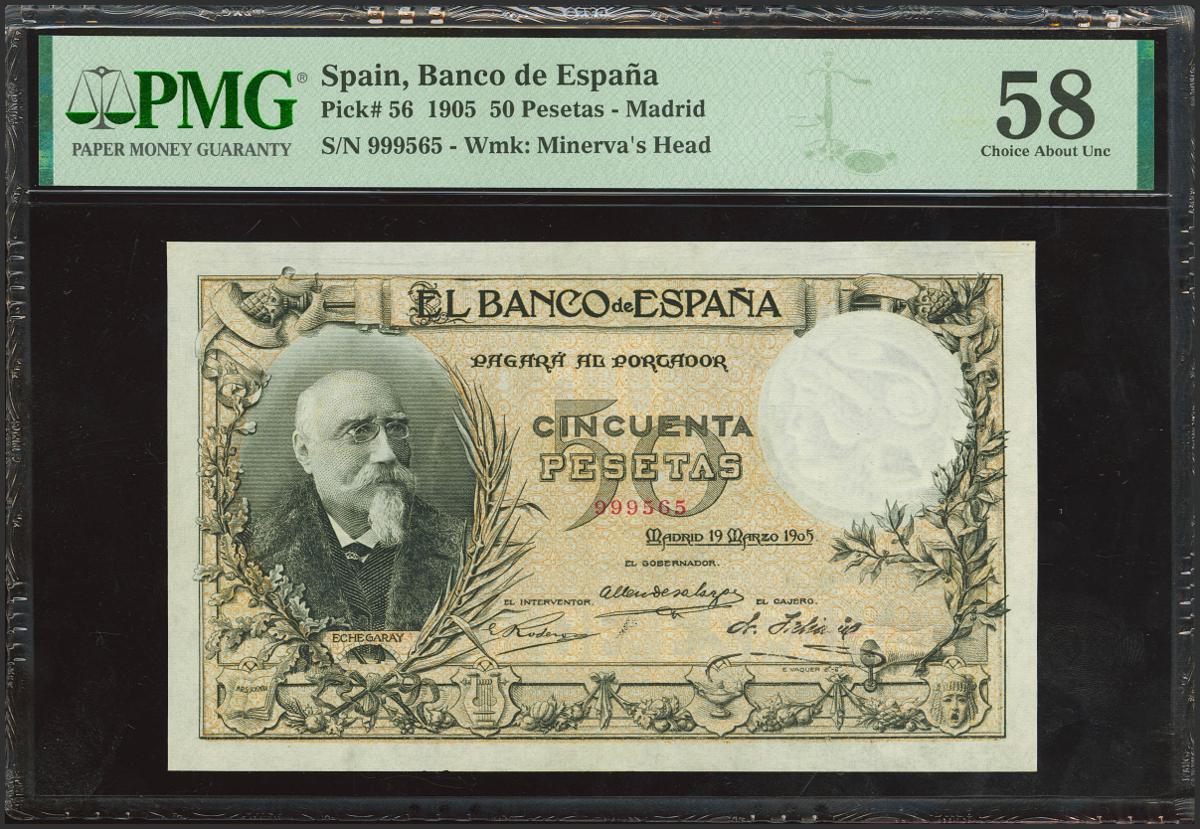 PMG®
PAPER MONEY GUARANTY
Spain, Banco de España
Pick# 56 1905 50 Pesetas - Madrid
S/N 999565 - Wmk: Minerva's Head
58
Choice About Unc
EL BANCO de ESPAÑA
PAGARÁ AL PORTADOR
50
CINCUENTA
PESETAS
999565
MADRID 19 MARZO 1905
EL GOBERNADOR.
EL INTERVENTOR.
EL CAJERO.
ECHEGARAY